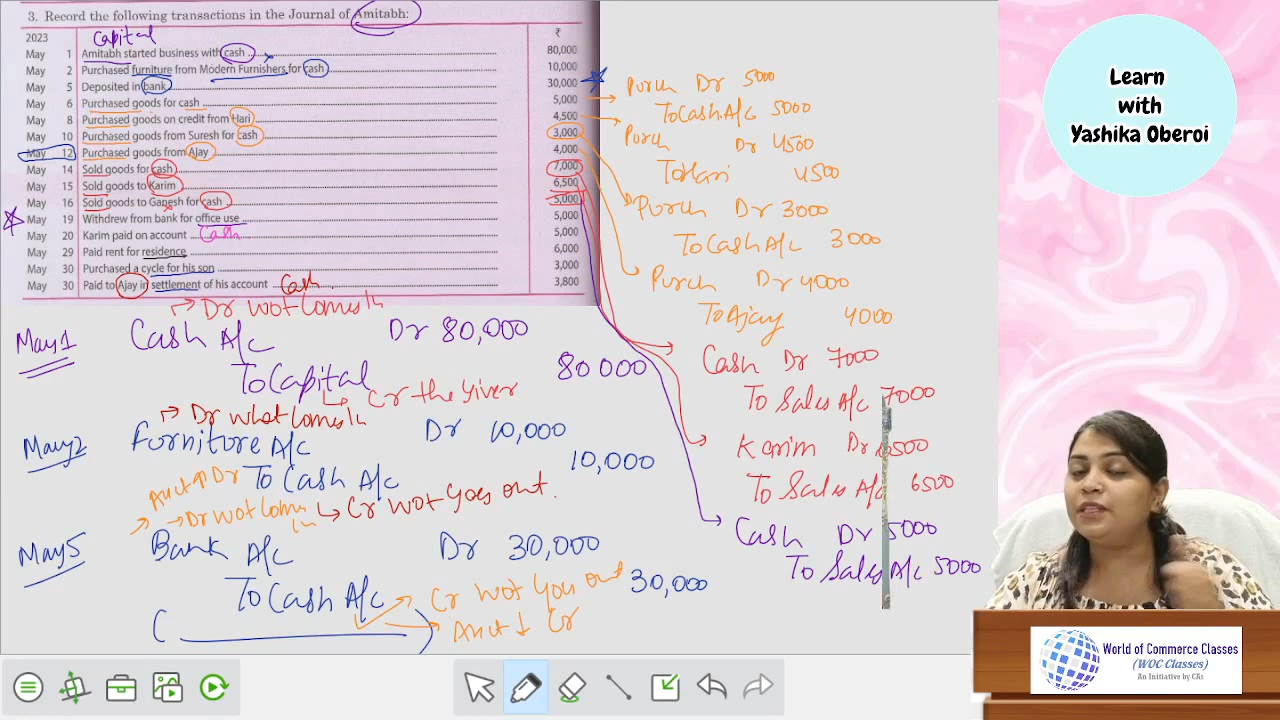 3. Record the following transactions in the Journal of Amitabh:
2023 Capital ₹
May 1 Amitabh started business with cash 80,000
May 2 Purchased furniture from Modern Furnishers for cash 10,000
May 5 Deposited in bank 30,000
May 6 Purchased goods for cash 5,000
May 8 Purchased goods on credit from Hari 4,500
May 10 Purchased goods from Suresh for cash 3,000
May 12 Purchased goods from Ajay 4,000
May 14 Sold goods for cash 7,000
May 15 Sold goods to Karim 6,500
May 16 Sold goods to Ganesh for cash 5,000
May 19 Withdrew from bank for office use 5,000
May 20 Karim paid on account Cash 5,000
May 29 Paid rent for residence 6,000
May 30 Purchased a cycle for his son 3,000
May 30 Paid to Ajay in settlement of his account Cash 3,800
Dr wot Comes In
May1 Cash A/c Dr 80,000
To Capital 80 000
Cr the Giver
Dr what Comes In
May2 Furniture A/c Dr 10,000
To Cash A/c 10,000
Amt ↑ Dr
Dr wot Comes In
Cr wot Goes out.
May5 Bank A/c Dr 30,000
To Cash A/c 30,000
Cr wot Goes out
Amt ↓ Cr
Purch Dr 5000
To Cash A/c 5000
Purch Dr 4500
To Hari 4500
Purch Dr 3000
To Cash A/c 3000
Purch Dr 4000
To Ajay 4000
Cash Dr 7000
To Sales A/c 7000
Karim Dr 6500
To Sales A/c 6500
Cash Dr 5000
To Sales A/c 5000
Learn
with
Yashika Oberoi
World of Commerce Classes
(WOC Classes)
An Initiative by CAs